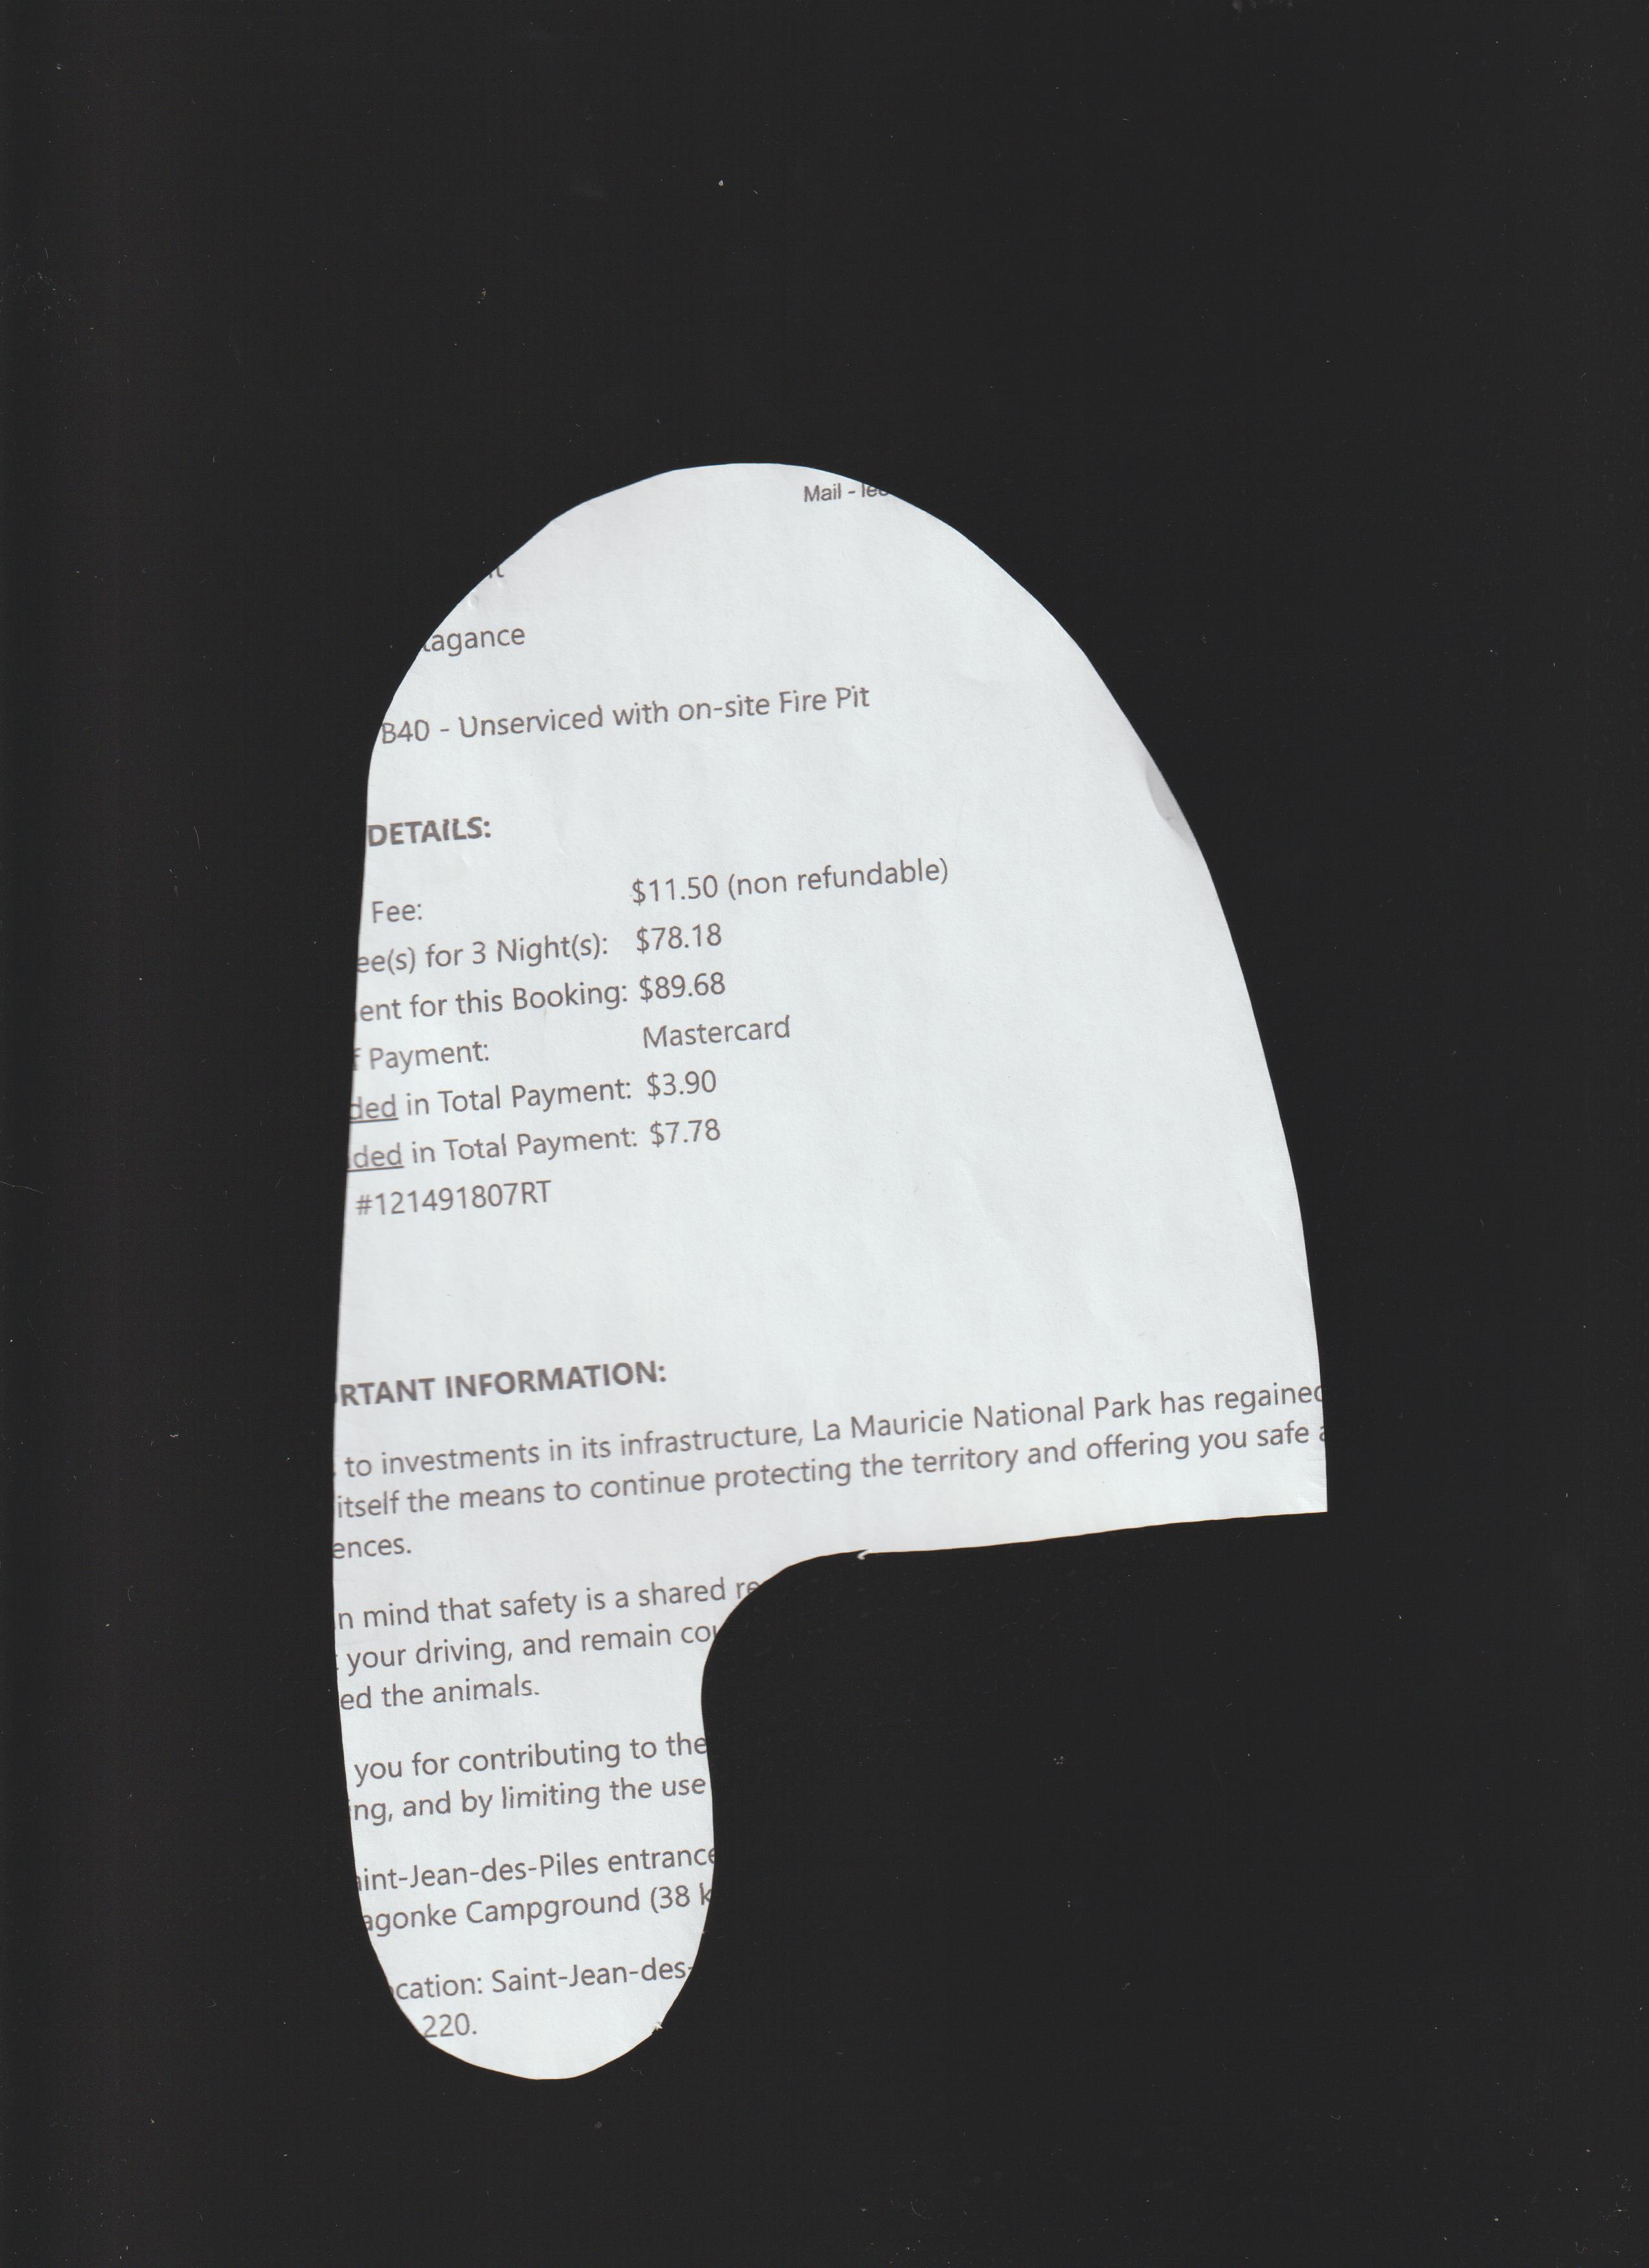 Mail -
B40 - Unserviced with on-site Fire Pit
DETAILS:
Fee: $11.50 (non refundable)
ee(s) for 3 Night(s): $78.18
ent for this Booking: $89.68
f Payment: Mastercard
ded in Total Payment: $3.90
ded in Total Payment: $7.78
#121491807RT
RTANT INFORMATION:
to investments in its infrastructure, La Mauricie National Park has regained
itself the means to continue protecting the territory and offering you safe
ences.
n mind that safety is a shared re
your driving, and remain
ed the animals.
you for contributing to the
ing, and by limiting the use
aint-Jean-des-Piles entrance
agonke Campground (38 k
cation: Saint-Jean-des-
220.